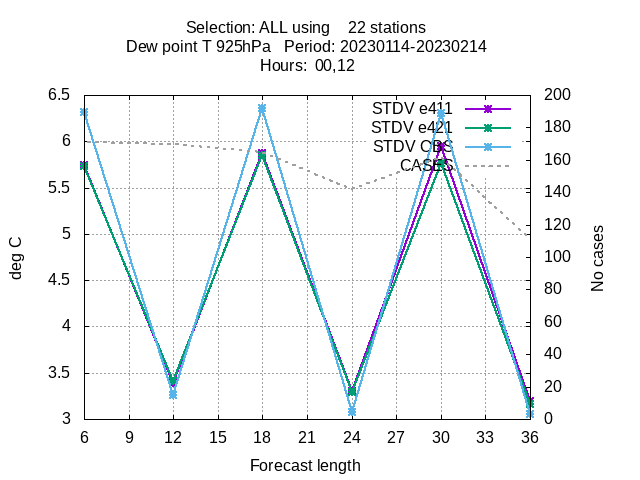 Selection: ALL using 22 stations
Dew point T 925hPa Period: 20230114-20230214
Hours: 00,12
STDV e411
STDV e421
STDV OBS
CASES
deg C
No cases
6.5
6
5.5
5
4.5
4
3.5
3
200
180
160
140
120
100
80
60
40
20
0
6 9 12 15 18 21 24 27 30 33 36
Forecast length